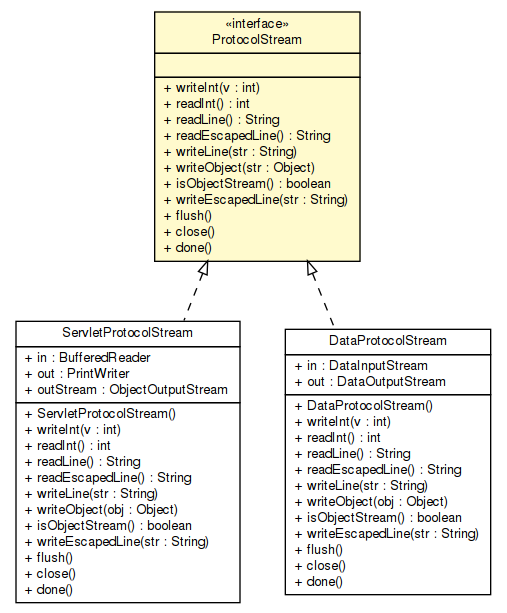 «interface»
ProtocolStream
+ writeInt(v : int)
+ readInt() : int
+ readLine() : String
+ readEscapedLine() : String
+ writeLine(str : String)
+ writeObject(str : Object)
+ isObjectStream() : boolean
+ writeEscapedLine(str : String)
+ flush()
+ close()
+ done()
ServletProtocolStream
+ in : BufferedReader
+ out : PrintWriter
+ outStream : ObjectOutputStream
+ ServletProtocolStream()
+ writeInt(v : int)
+ readInt() : int
+ readLine() : String
+ readEscapedLine() : String
+ writeLine(str : String)
+ writeObject(obj : Object)
+ isObjectStream() : boolean
+ writeEscapedLine(str : String)
+ flush()
+ close()
+ done()
DataProtocolStream
+ in : DataInputStream
+ out : DataOutputStream
+ DataProtocolStream()
+ writeInt(v : int)
+ readInt() : int
+ readLine() : String
+ readEscapedLine() : String
+ writeLine(str : String)
+ writeObject(obj : Object)
+ isObjectStream() : boolean
+ writeEscapedLine(str : String)
+ flush()
+ close()
+ done()